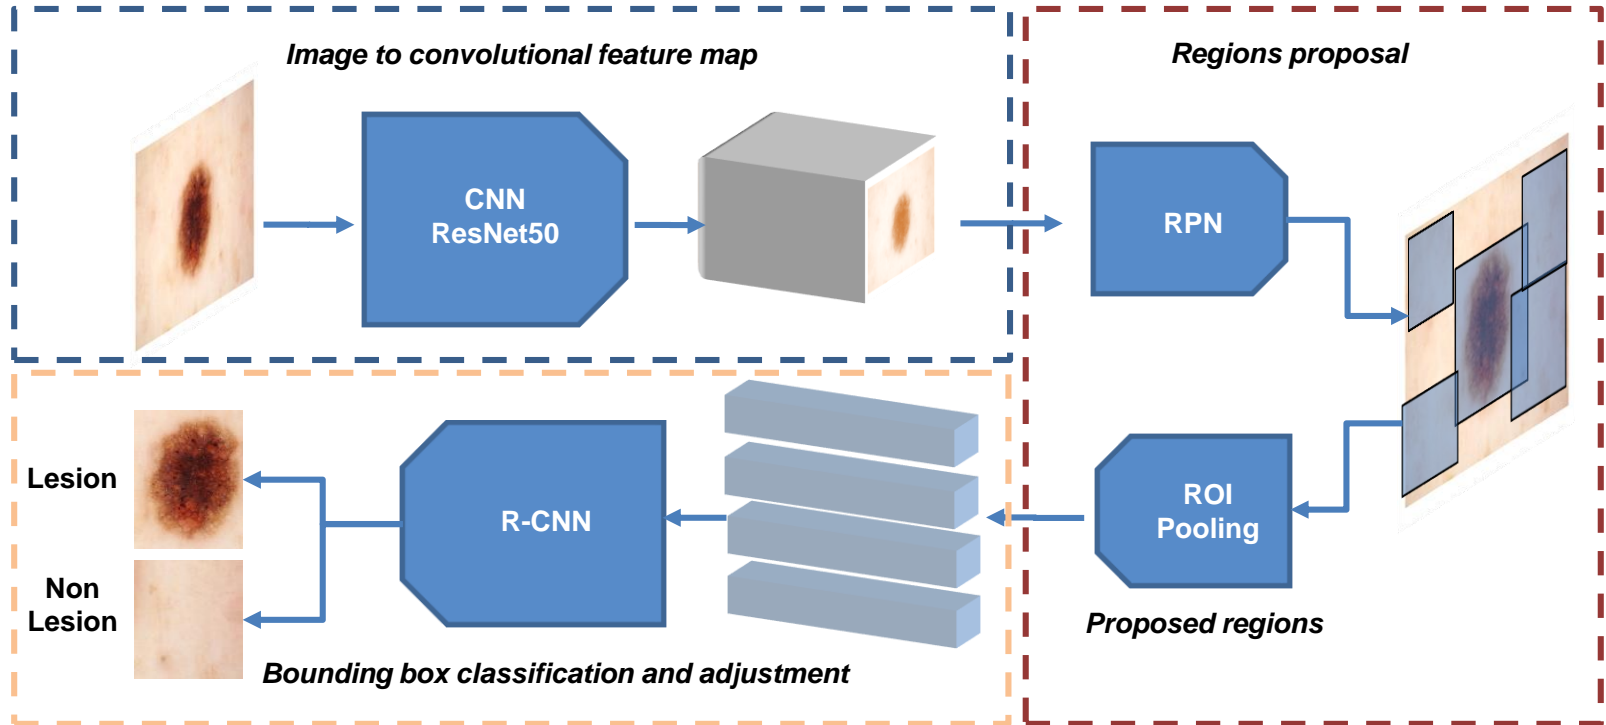 Image to convolutional feature map
Regions proposal
CNN
ResNet50
RPN
Lesion
Non
Lesion
R-CNN
ROI
Pooling
Proposed regions
Bounding box classification and adjustment